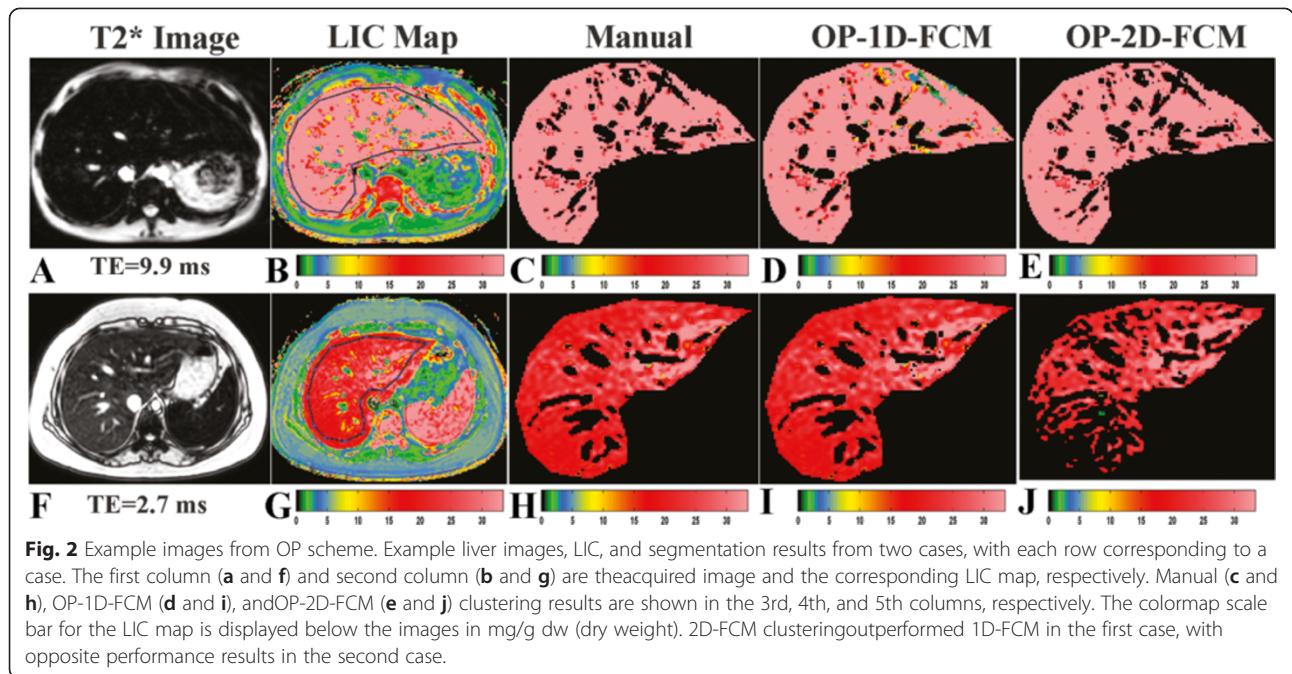 T2* Image LIC Map Manual OP-1D-FCM OP-2D-FCM
A TE=9.9 ms B C D E
0 5 10 15 20 25 30 0 5 10 15 20 25 30 0 5 10 15 20 25 30 0 5 10 15 20 25 30
F TE=2.7 ms G H I J
0 5 10 15 20 25 30 0 5 10 15 20 25 30 0 5 10 15 20 25 30 0 5 10 15 20 25 30
Fig. 2 Example images from OP scheme. Example liver images, LIC, and segmentation results from two cases, with each row corresponding to a
case. The first column (a and f) and second column (b and g) are theacquired image and the corresponding LIC map, respectively. Manual (c and
h), OP-1D-FCM (d and i), andOP-2D-FCM (e and j) clustering results are shown in the 3rd, 4th, and 5th columns, respectively. The colormap scale
bar for the LIC map is displayed below the images in mg/g dw (dry weight). 2D-FCM clusteringoutperformed 1D-FCM in the first case, with
opposite performance results in the second case.